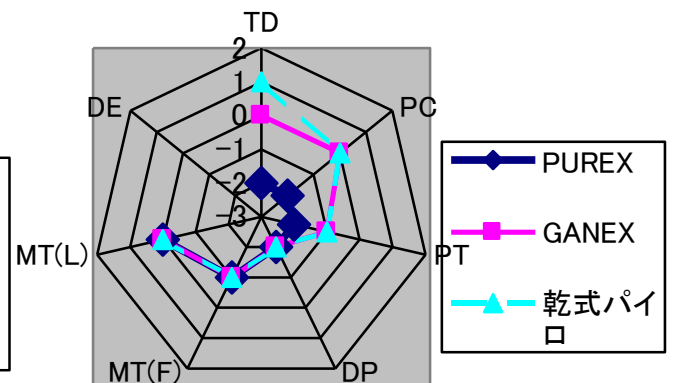 TD
2
1
0
-1
-2
-3
DE
PC
MT(L)
PT
MT(F)
DP
PUREX
GANEX
乾式パイ
ロ